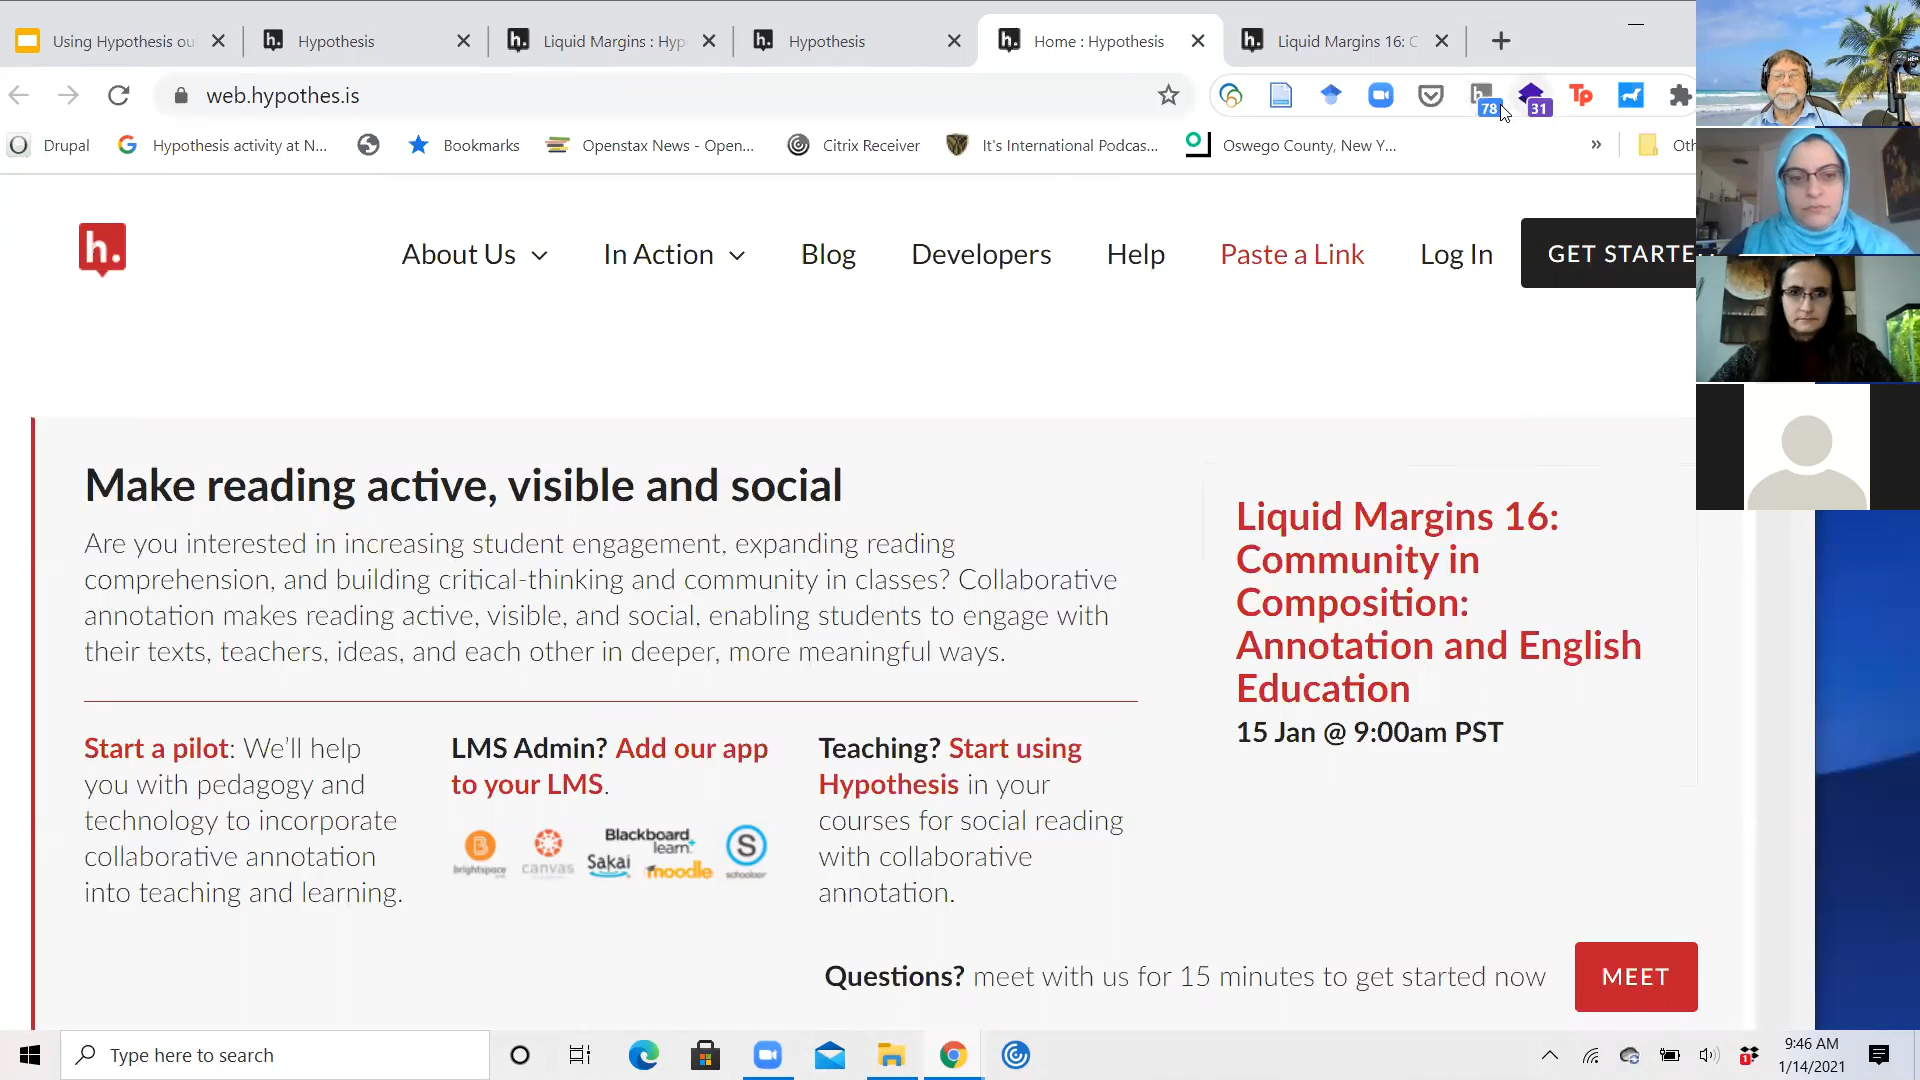 Using Hypothesis ou
Hypothesis
Liquid Margins : Hyp
Hypothesis
Home : Hypothesis
Liquid Margins 16: C
web.hypothes.is
78
31
Tp
Drupal
Hypothesis activity at N...
Bookmarks
Openstax News - Open...
Citrix Receiver
It's International Podcas...
Oswego County, New Y...
»
Oth
h.
About Us
In Action
Blog
Developers
Help
Paste a Link
Log In
GET STARTE
Make reading active, visible and social
Are you interested in increasing student engagement, expanding reading
comprehension, and building critical-thinking and community in classes? Collaborative
annotation makes reading active, visible, and social, enabling students to engage with
their texts, teachers, ideas, and each other in deeper, more meaningful ways.
Liquid Margins 16:
Community in
Composition:
Annotation and English
Education
15 Jan @ 9:00am PST
Start a pilot: We'll help
you with pedagogy and
technology to incorporate
collaborative annotation
into teaching and learning.
LMS Admin? Add our app
to your LMS.
brightspace
canvas
Sakai
Blackboard
learn+
moodle
S
schoology
Teaching? Start using
Hypothesis in your
courses for social reading
with collaborative
annotation.
Questions? meet with us for 15 minutes to get started now
MEET
Type here to search
9:46 AM
1/14/2021